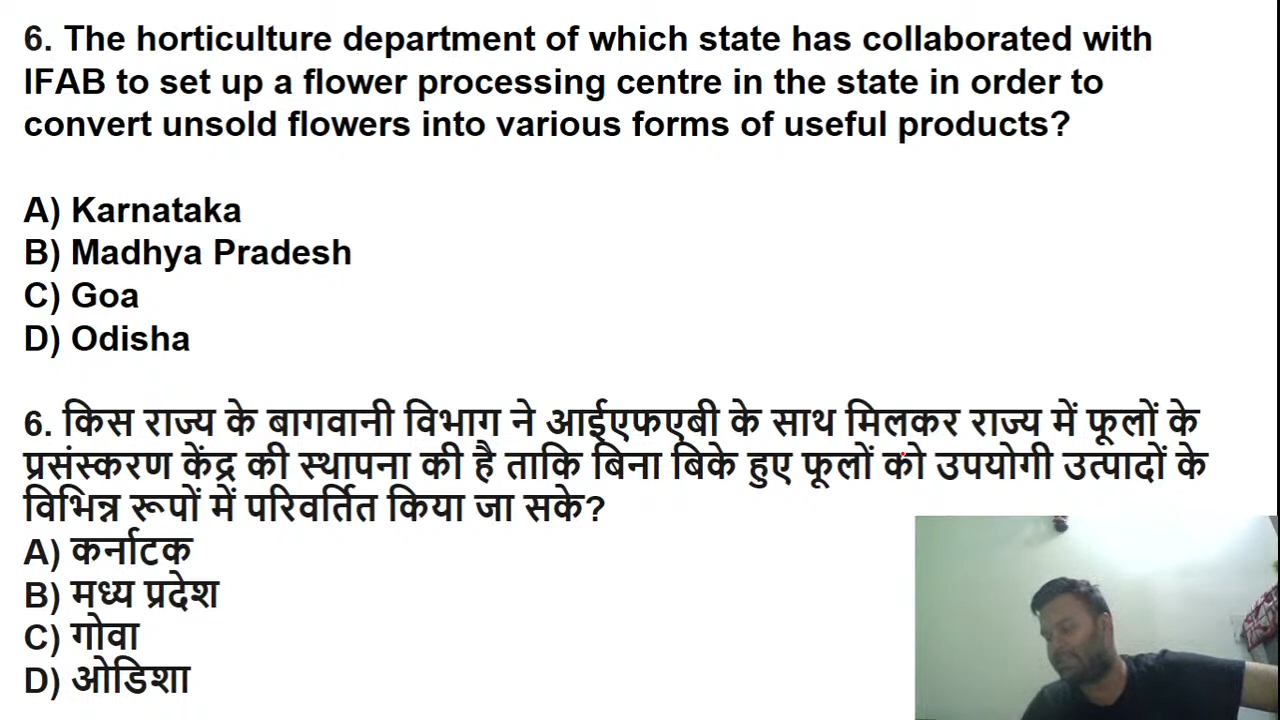 6. The horticulture department of which state has collaborated with
IFAB to set up a flower processing centre in the state in order to
convert unsold flowers into various forms of useful products?
A) Karnataka
B) Madhya Pradesh
C) Goa
D) Odisha
6. किस राज्य के बागवानी विभाग ने आईएफएबी के साथ मिलकर राज्य में फूलों के
प्रसंस्करण केंद्र की स्थापना की है ताकि बिना बिके हुए फूलों को उपयोगी उत्पादों के
विभिन्न रूपों में परिवर्तित किया जा सके?
A) कर्नाटक
B) मध्य प्रदेश
C) गोवा
D) ओडिशा